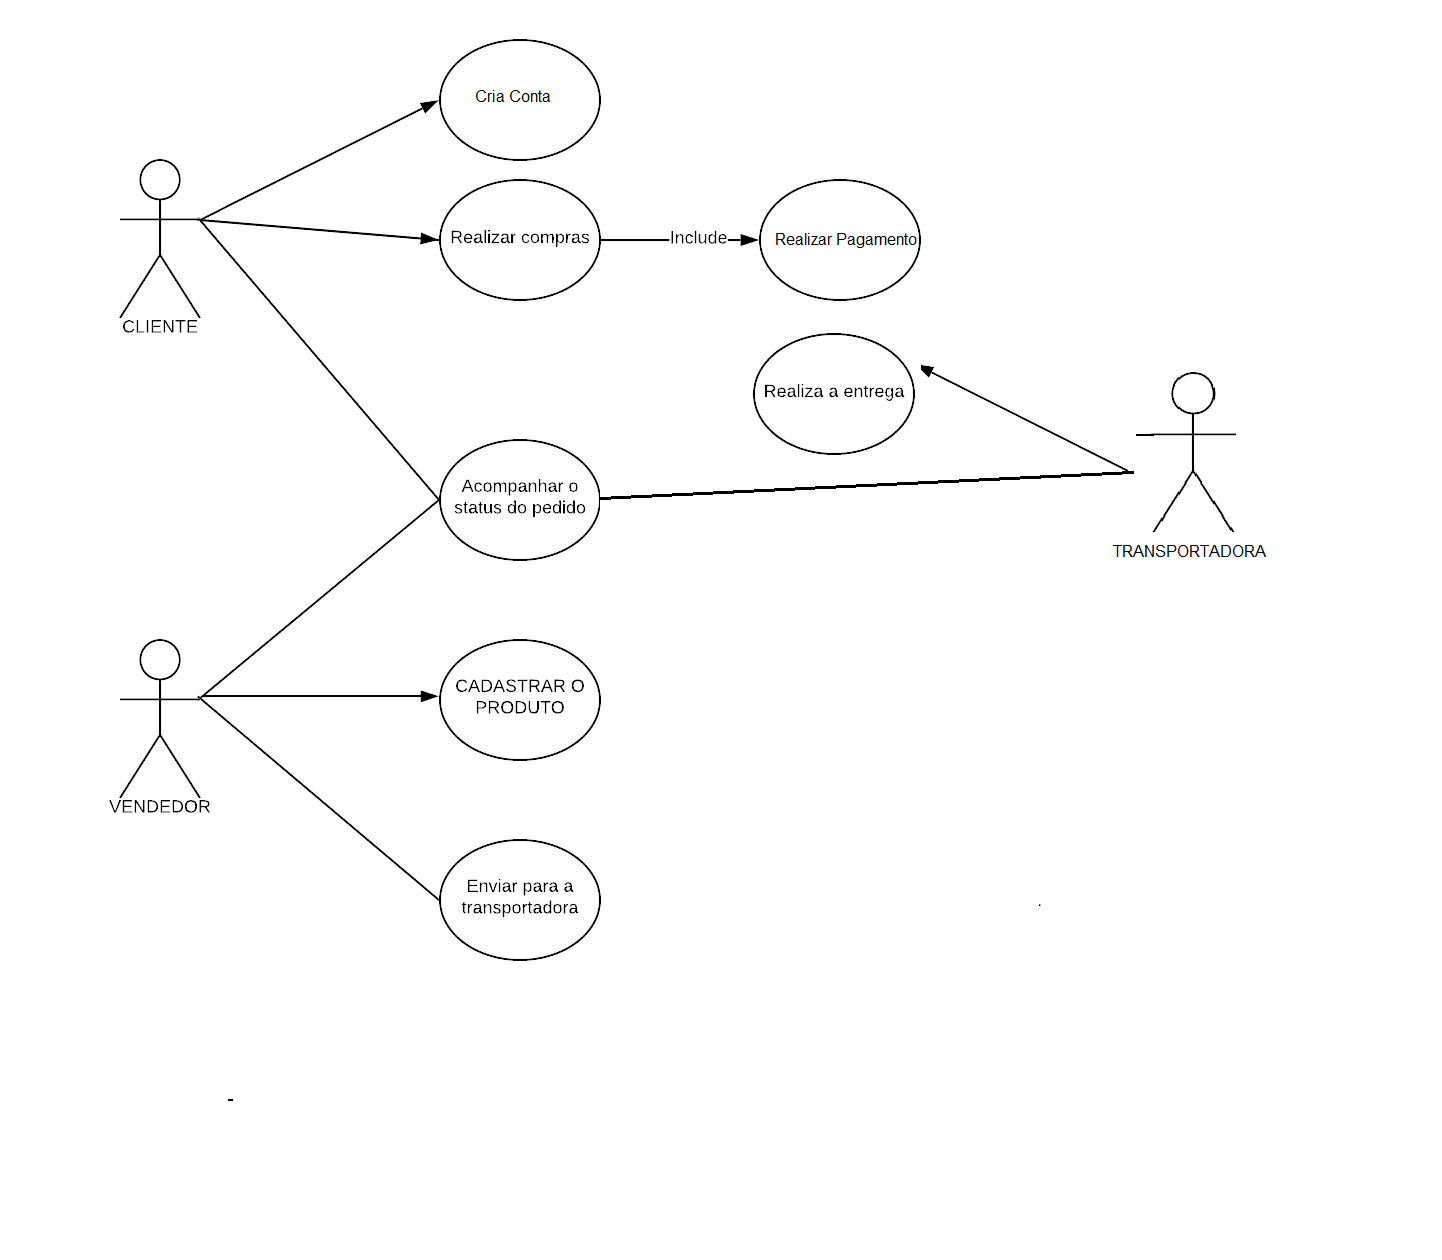 Cria Conta
Realizar compras
Include
Realizar Pagamento
CLIENTE
Realiza a entrega
Acompanhar o
status do pedido
TRANSPORTADORA
CADASTRAR O
PRODUTO
VENDEDOR
Enviar para a
transportadora